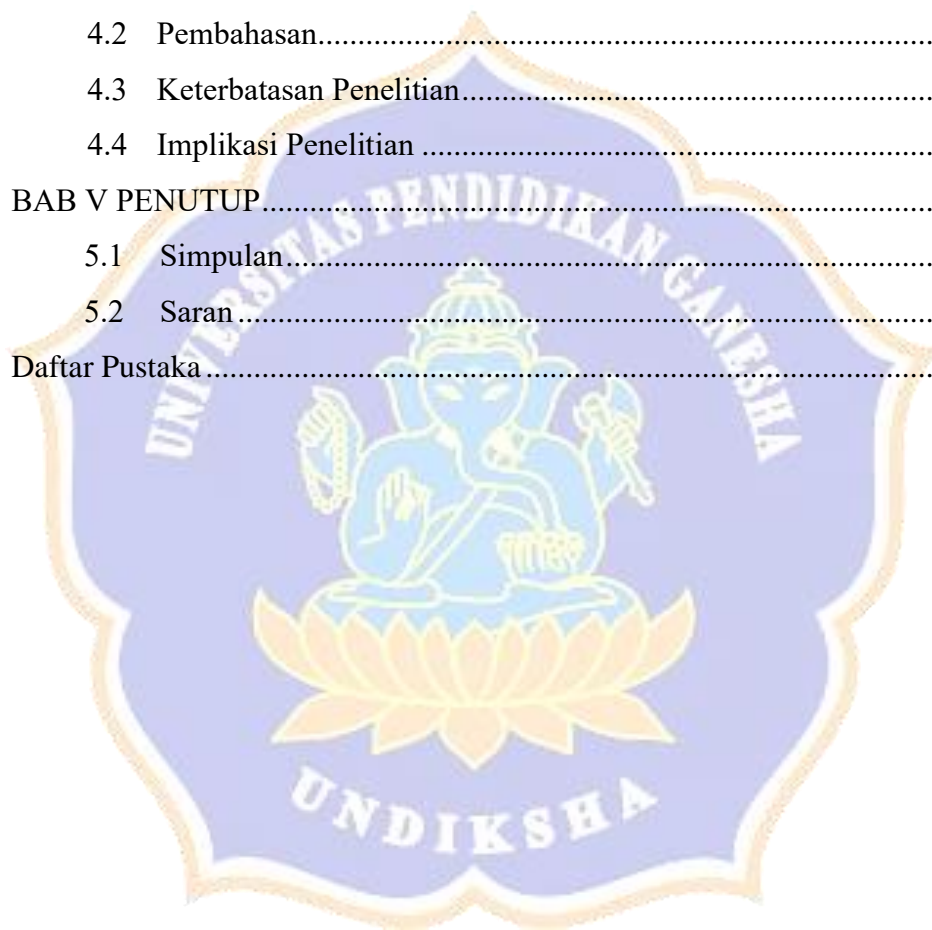 4.2 Pembahasan........................................................................
4.3 Keterbatasan Penelitian........................................................
4.4 Implikasi Penelitian .............................................................
BAB V PENUTUP........................................................................
5.1 Simpulan...........................................................................
5.2 Saran .................................................................................
Daftar Pustaka ...............................................................................
UNIVERSITAS PENDIDIKAN GANESHA
UNDIKSHA